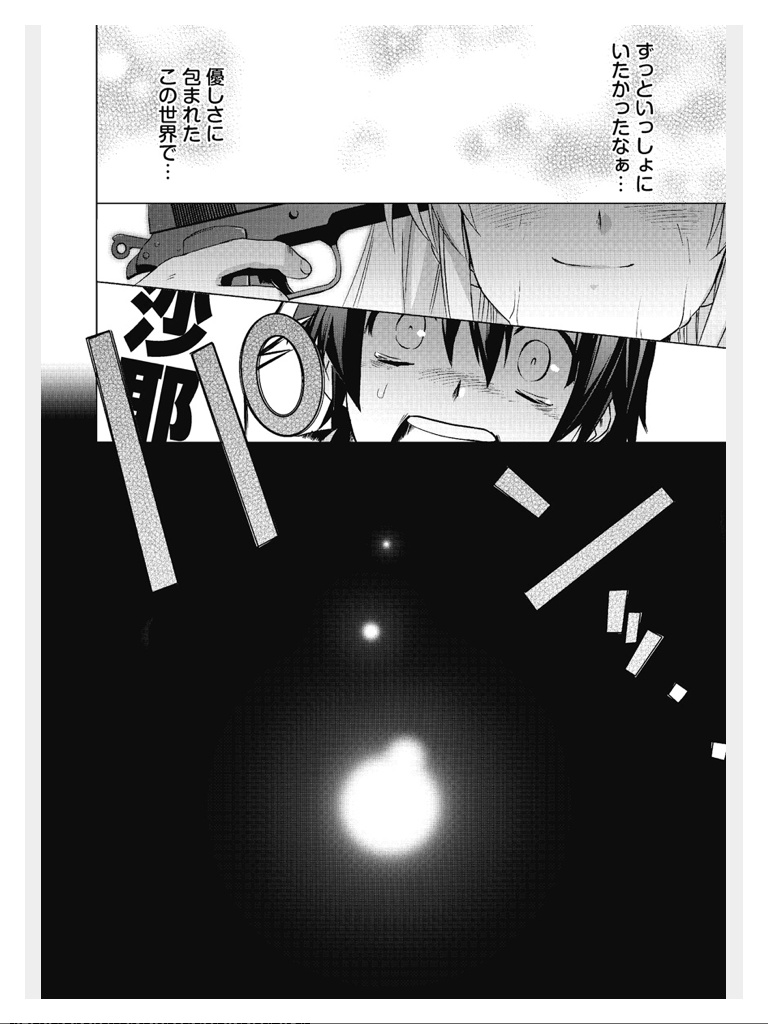 ずっといっしょに
いたかったなぁ…
優しさに
包まれた
この世界で…
沙耶
パンッ…